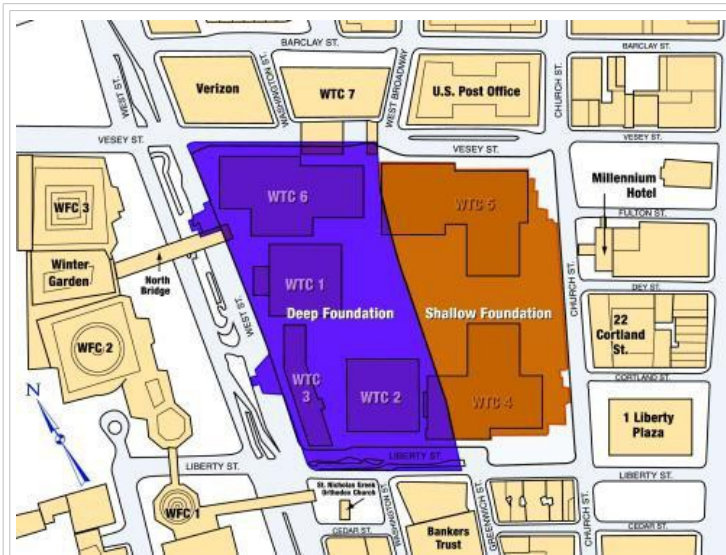 BARCLAY ST.
BARCLAY ST.
WEST ST.
Verizon
WASHINGTON ST.
WTC 7
WEST BROADWAY
U.S. Post Office
CHURCH ST.
VESEY ST.
VESEY ST.
VESEY ST.
WFC 3
WTC 6
WTC 5
Millennium
Hotel
FULTON ST.
Winter
Garden
North
Bridge
WTC 1
DEY ST.
CHURCH ST.
WEST ST.
Deep Foundation
Shallow Foundation
22
Cortland
St.
WFC 2
WTC
3
WTC 2
WTC 4
CORTLAND ST.
N
1 Liberty
Plaza
LIBERTY ST.
LIBERTY ST.
LIBERTY ST.
WFC 1
St. Nicholas Greek
Orthodox Church
WASHINGTON ST.
GREENWICH ST.
CHURCH ST.
CEDAR ST.
Bankers
Trust
CEDAR ST.